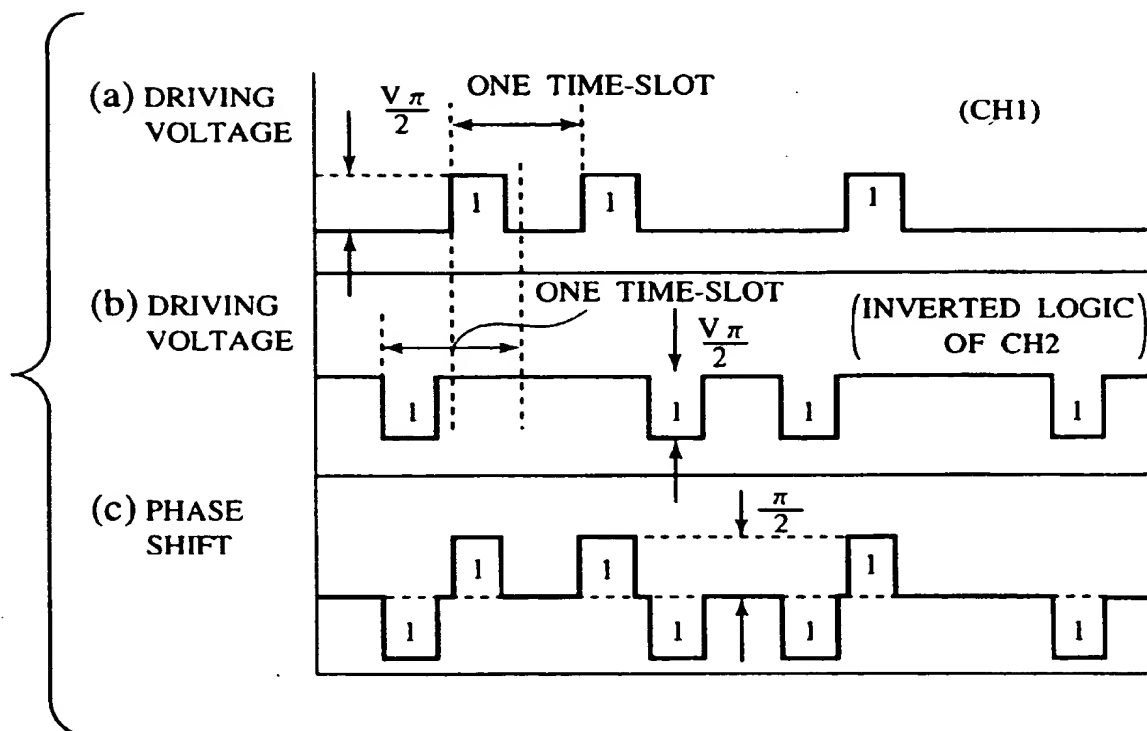 (a) DRIVING VOLTAGE
Vπ
2
ONE TIME-SLOT
(CH1)
1 1 1
(b) DRIVING VOLTAGE
ONE TIME-SLOT
Vπ
2
(INVERTED LOGIC OF CH2)
1 1 1 1
(c) PHASE SHIFT
π
2
1 1 1
1 1 1 1